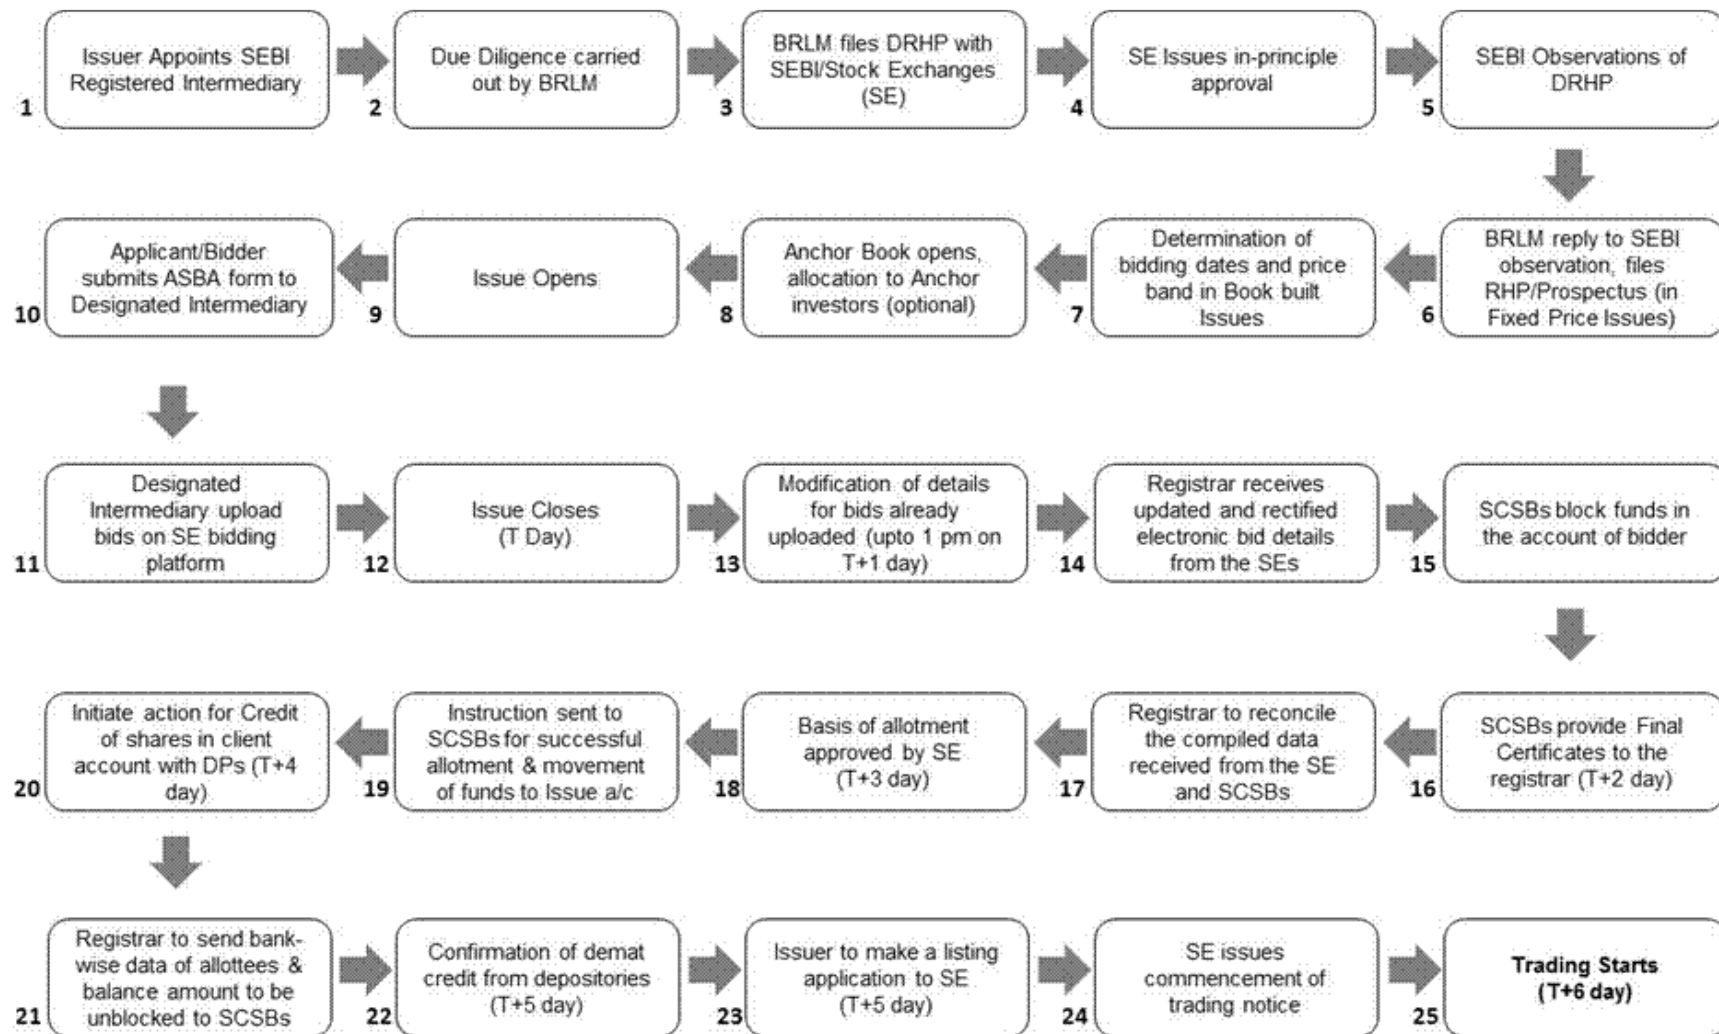 Issuer Appoints SEBI
Registered Intermediary
1
Due Diligence carried
out by BRLM
2
BRLM files DRHP with
SEBI/Stock Exchanges
(SE)
3
SE Issues in-principle
approval
4
SEBI Observations of
DRHP
5
BRLM reply to SEBI
observation, files
RHP/Prospectus (in
Fixed Price Issues)
6
Determination of
bidding dates and price
band in Book built
Issues
7
Anchor Book opens,
allocation to Anchor
investors (optional)
8
Issue Opens
9
Applicant/Bidder
submits ASBA form to
Designated Intermediary
10
Designated
Intermediary upload
bids on SE bidding
platform
11
Issue Closes
(T Day)
12
Modification of details
for bids already
uploaded (upto 1 pm on
T+1 day)
13
Registrar receives
updated and rectified
electronic bid details
from the SEs
14
SCSBs block funds in
the account of bidder
15
SCSBs provide Final
Certificates to the
registrar (T+2 day)
16
Registrar to reconcile
the compiled data
received from the SE
and SCSBs
17
Basis of allotment
approved by SE
(T+3 day)
18
Instruction sent to
SCSBs for successful
allotment & movement
of funds to Issue a/c
19
Initiate action for Credit
of shares in client
account with DPs (T+4
day)
20
Registrar to send bank-
wise data of allottees &
balance amount to be
unblocked to SCSBs
21
Confirmation of demat
credit from depositories
(T+5 day)
22
Issuer to make a listing
application to SE
(T+5 day)
23
SE issues
commencement of
trading notice
24
Trading Starts
(T+6 day)
25